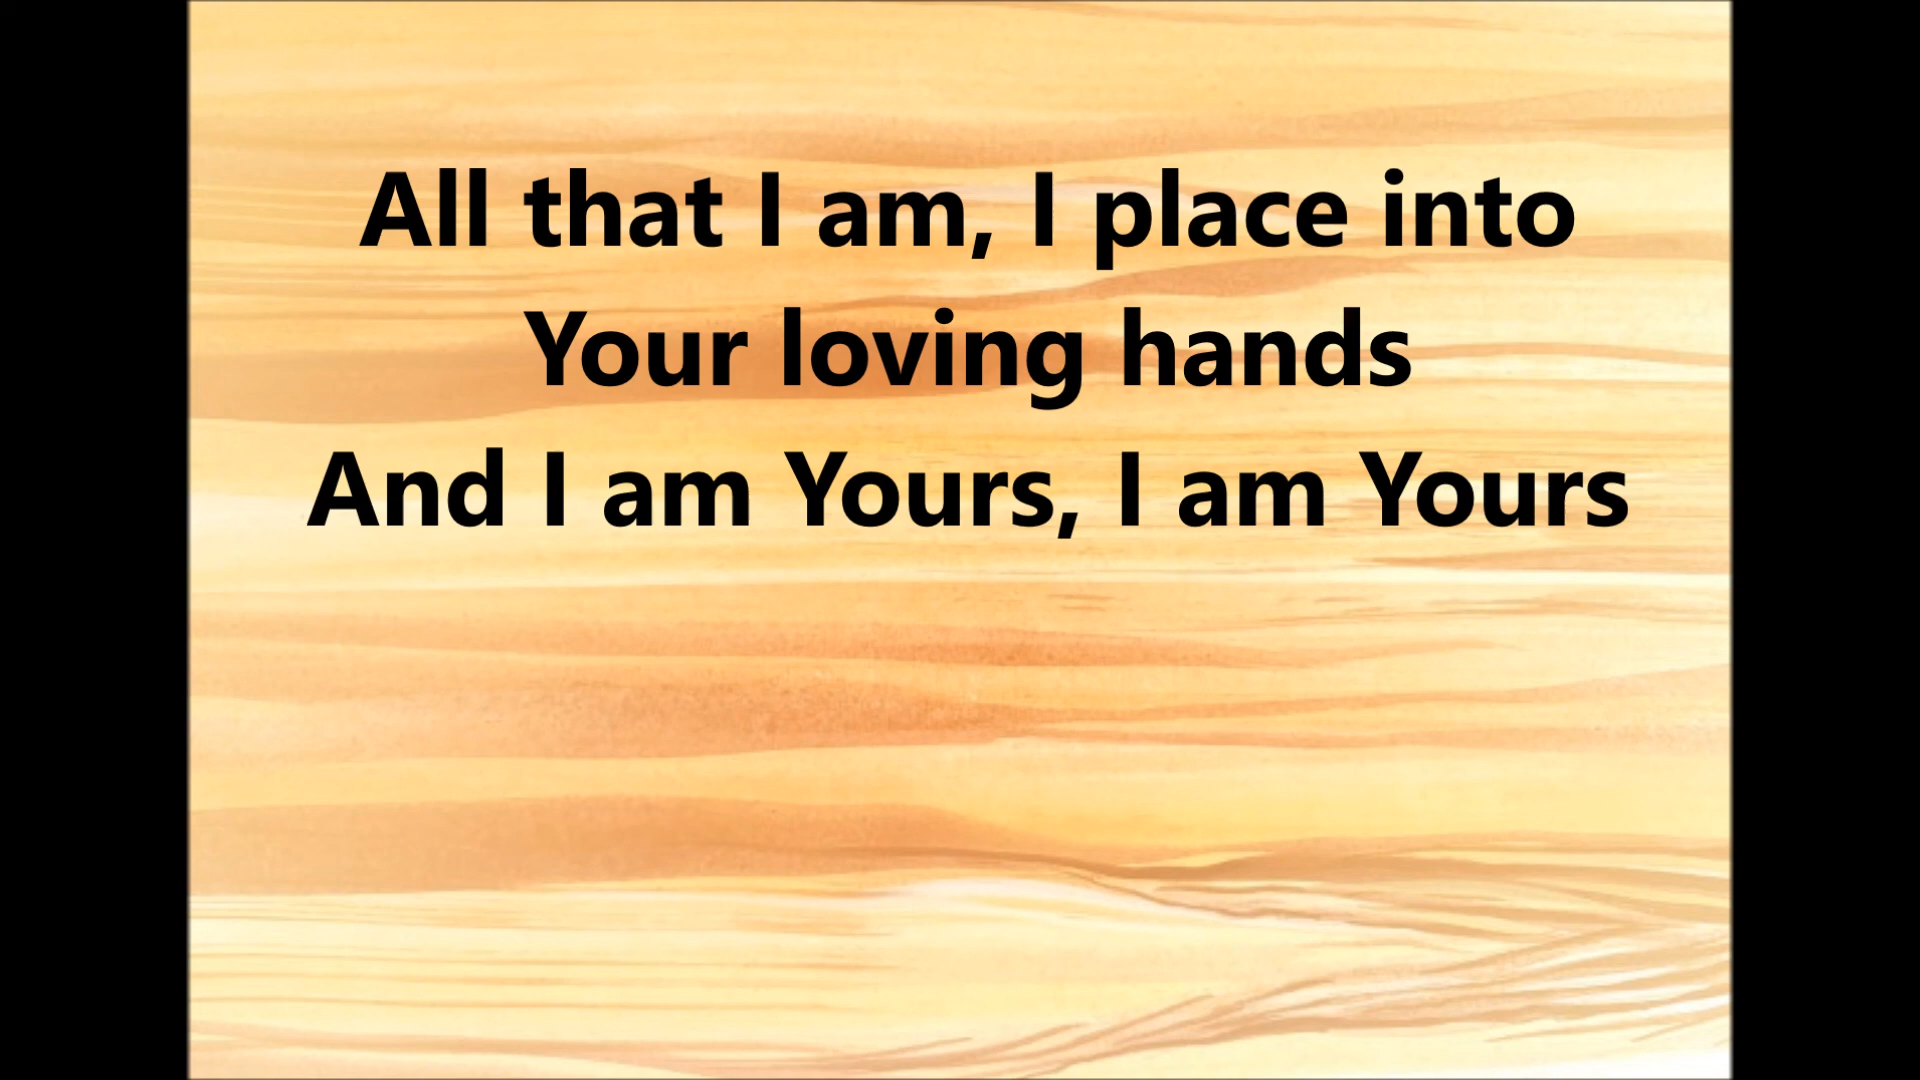 All that I am, I place into
Your loving hands
And I am Yours, I am Yours